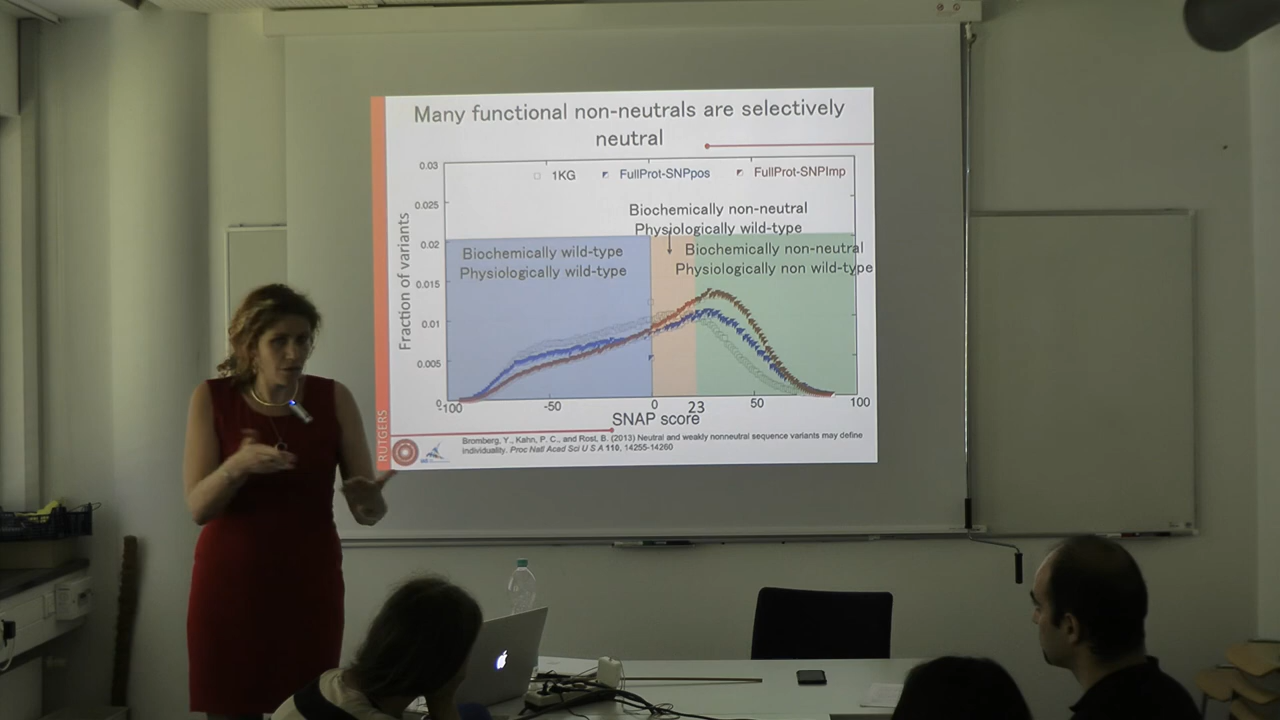 Many functional non-neutrals are selectively
neutral
0.03
1KG
FullProt-SNPpos
FullProt-SNPImp
0.025
Biochemically non-neutral
Physiologically wild-type
0.02
Biochemically wild-type
Physiologically wild-type
Biochemically non-neutral
Physiologically non wild-type
0.015
0.01
0.005
0
Fraction of variants
-100
-50
0
23
50
100
SNAP score
RUTGERS
Bromberg, Y., Kahn, P. C., and Rost, B. (2013) Neutral and weakly nonneutral sequence variants may define
individuality. Proc Natl Acad Sci U S A 110, 14255-14260